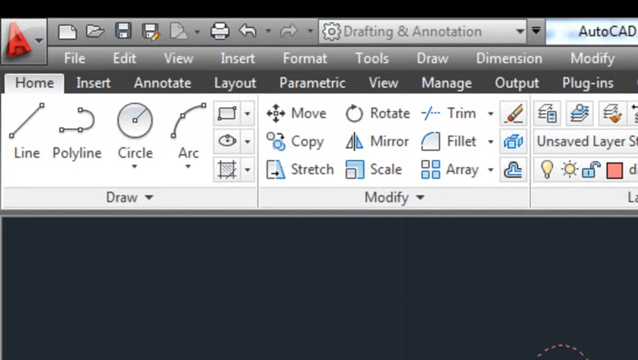 Drafting & Annotation AutoCAD
File Edit View Insert Format Tools Draw Dimension Modify
Home Insert Annotate Layout Parametric View Manage Output Plug-ins
Move Rotate Trim
Line Polyline Circle Arc
Copy Mirror Fillet Unsaved Layer St
Stretch Scale Array di
Draw Modify La